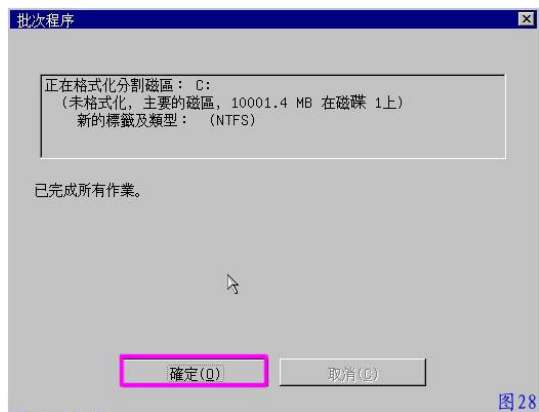 批次程序
正在格式化分割磁區： C:
(未格式化, 主要的磁區, 10001.4 MB 在磁碟 1上)
新的標籤及類型： (NTFS)
已完成所有作業。
確定(O)
取消(C)
图28